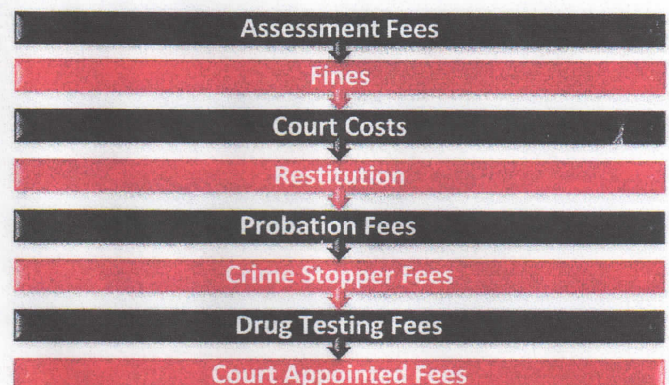 Assessment Fees
Fines
Court Costs
Restitution
Probation Fees
Crime Stopper Fees
Drug Testing Fees
Court Appointed Fees